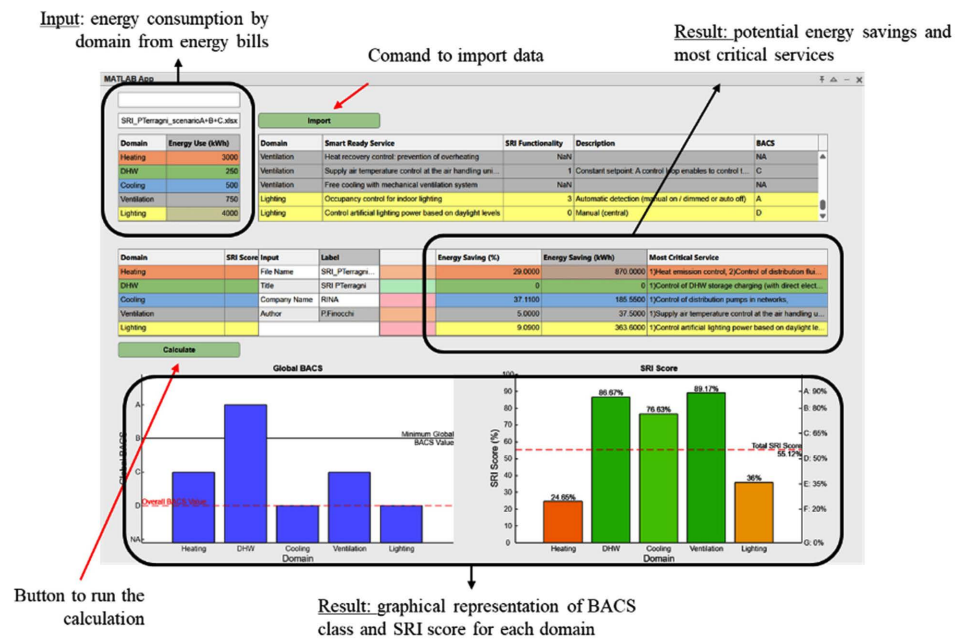 Input: energy consumption by
domain from energy bills
Comand to import data
Result: potential energy savings and
most critical services
MATLAB App
SRI_PTerragni_scenarioA+B+C.xlsx
Import
Domain Energy Use (kWh)
Heating 3000
DHW 250
Cooling 500
Ventilation 750
Lighting 4000
Domain Smart Ready Service SRI Functionality Description BACS
Ventilation Heat recovery control: prevention of overheating NaN NA
Ventilation Supply air temperature control at the air handling uni... 1 Constant setpoint: A control loop enables to control t... C
Ventilation Free cooling with mechanical ventilation system NaN NA
Lighting Occupancy control for indoor lighting 3 Automatic detection (manual on / dimmed or auto off) A
Lighting Control artificial lighting power based on daylight levels 0 Manual (central) D
Domain SRI Score Input Label Energy Saving (%) Energy Saving (kWh) Most Critical Service
Heating File Name SRI_PTerragni... 29.0000 870.0000 1)Heat emission control, 2)Control of distribution flui...
DHW Title SRI PTerragni 0 0 1)Control of DHW storage charging (with direct elect...
Cooling Company Name RINA 37.1100 185.5500 1)Control of distribution pumps in networks,
Ventilation Author P.Finocchi 5.0000 37.5000 1)Supply air temperature control at the air handling u...
Lighting 9.0900 363.6000 1)Control artificial lighting power based on daylight le...
Calculate
Global BACS
Global BACS
A
B
C
D
NA
Minimum Global
BACS Value
Overall BACS Value
Heating DHW Cooling Ventilation Lighting
Domain
SRI Score
SRI Score (%)
100
90
80
70
60
50
40
30
20
10
0
24.65%
86.67%
76.63%
89.17%
36%
Total SRI Score
55.12%
A: 90%
B: 80%
C: 65%
D: 50%
E: 35%
F: 20%
G: 0%
Heating DHW Cooling Ventilation Lighting
Domain
Button to run the
calculation
Result: graphical representation of BACS
class and SRI score for each domain